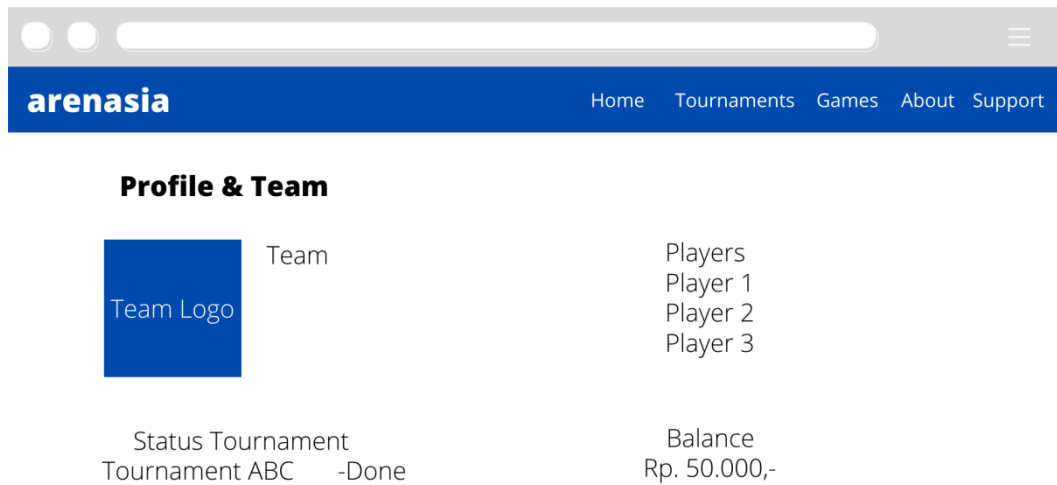 arenasia
Home Tournaments Games About Support
Profile & Team
Team Logo
Team
Players
Player 1
Player 2
Player 3
Status Tournament
Tournament ABC -Done
Balance
Rp. 50.000,-